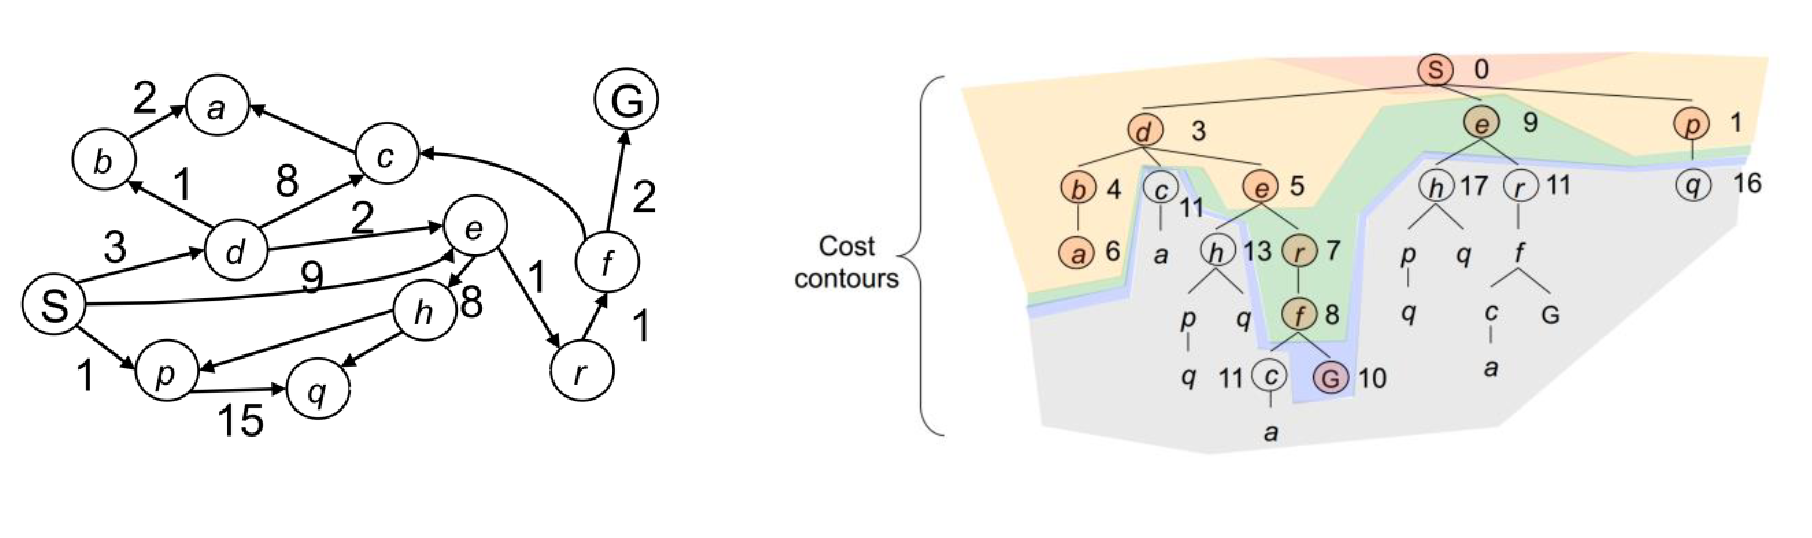 2 a G
b c
1 8 2
3 d 2 e
9 1 f
S h 8 1
1 p q r
15
S 0
d 3 e 9 p 1
b 4 c 11 e 5 h 17 r 11 q 16
Cost
contours
a 6 a h 13 r 7 p q f
p q f 8 q c G
q 11 c G 10 a
a